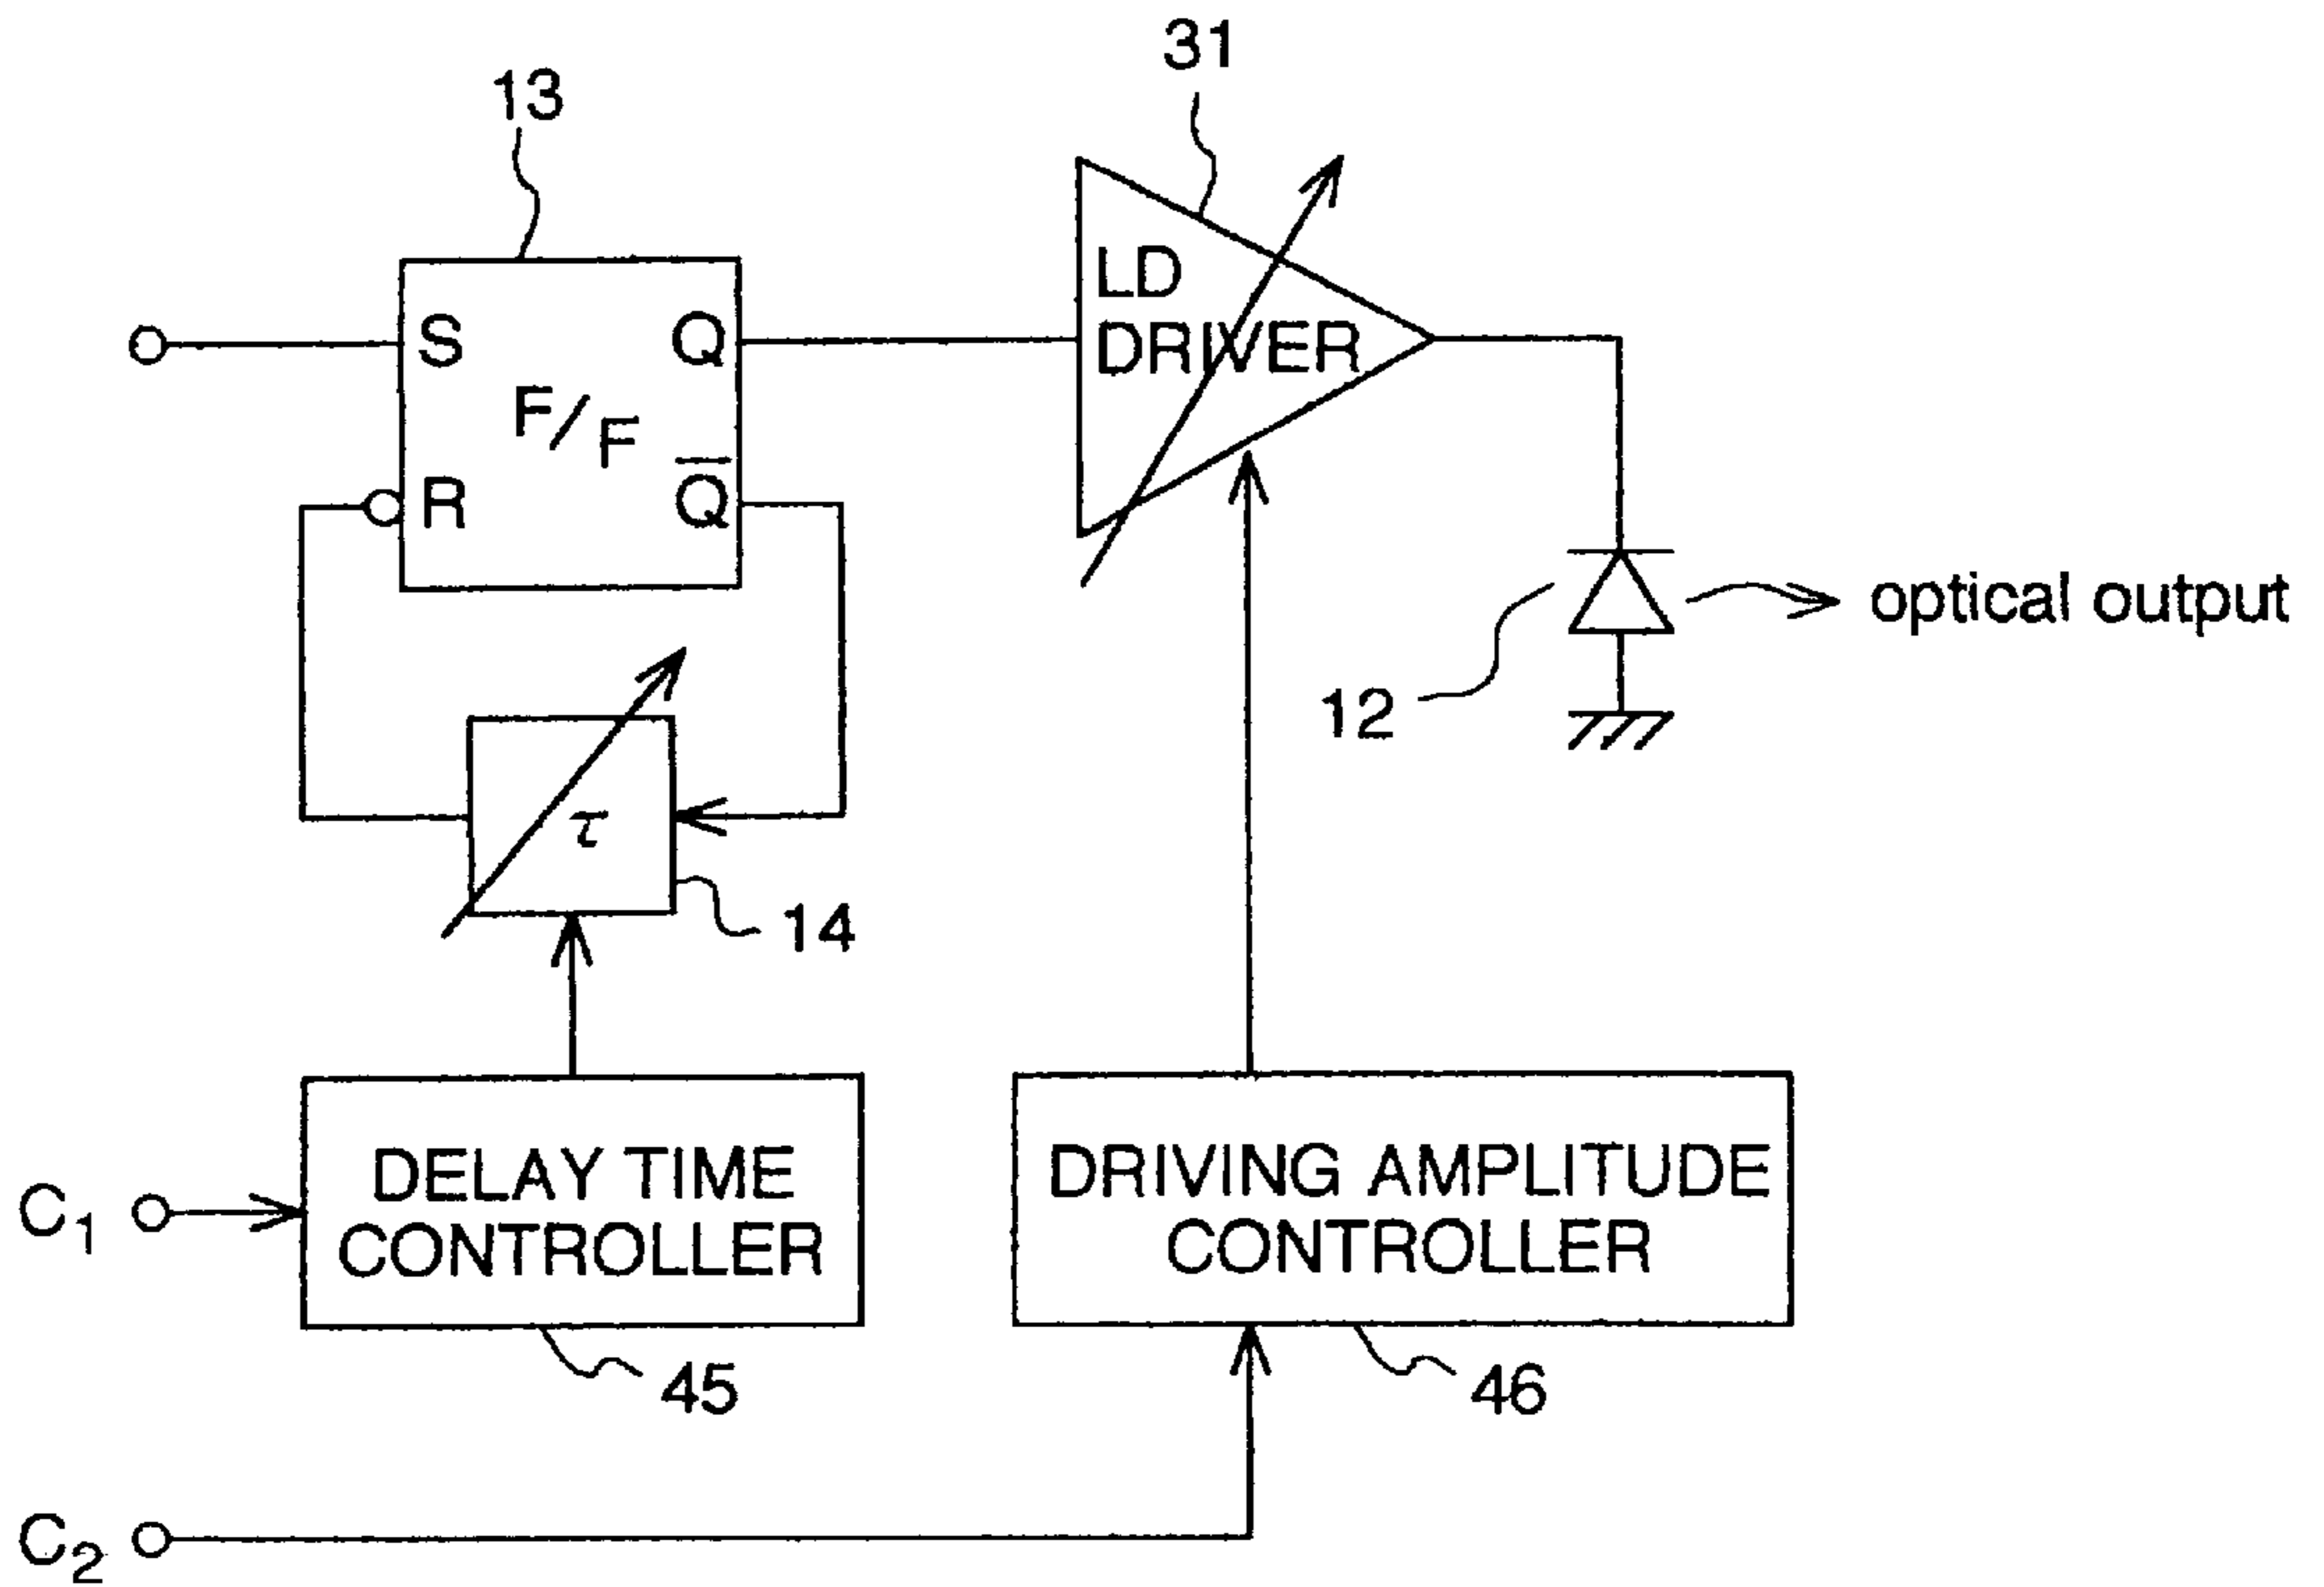 31
13
LD
DRIVER
S
Q
F/F
R
Q̅
optical output
12
τ
14
DELAY TIME
CONTROLLER
DRIVING AMPLITUDE
CONTROLLER
C₁
45
46
C₂